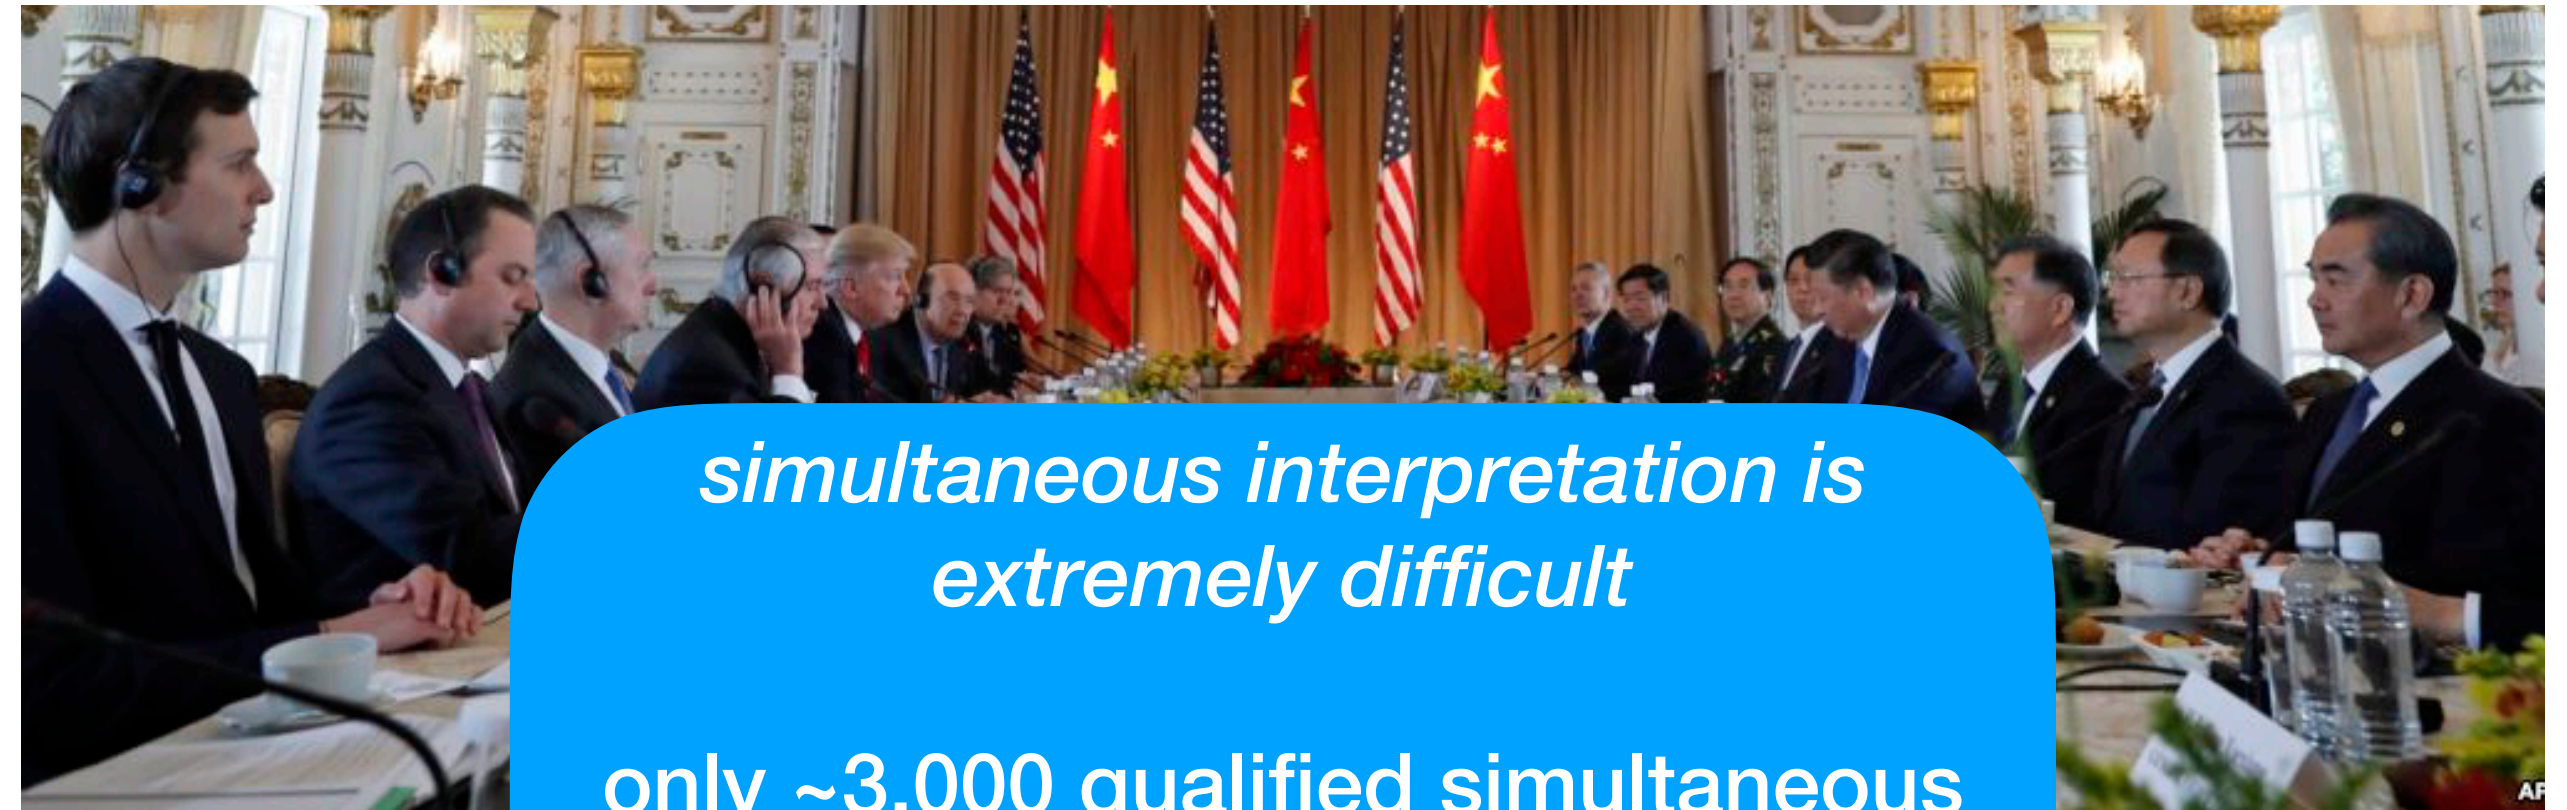 simultaneous interpretation is
extremely difficult
only ~3,000 qualified simultaneous
AF